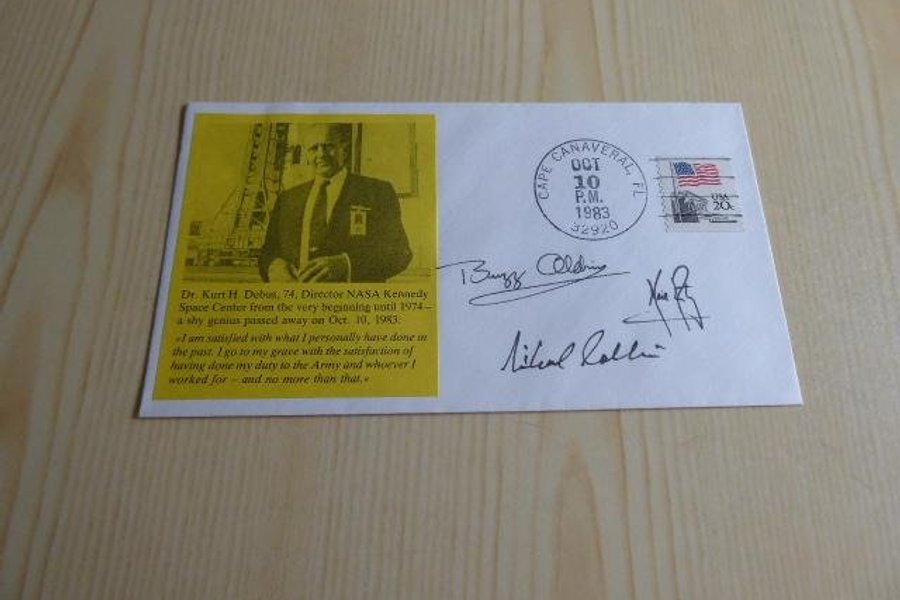 CAPE CANAVERAL, FL
OCT
10
P.M.
1983
32920
USA
20c
Buzz Aldrin
Michael Collins
Dr. Kurt H. Debus, 74, Director NASA Kennedy
Space Center from the very beginning until 1974 –
a shy genius passed away on Oct. 10, 1983:
«I am satisfied with what I personally have done in
the past. I go to my grave with the satisfaction of
having done my duty to the Army and whoever I
worked for – and no more than that.»